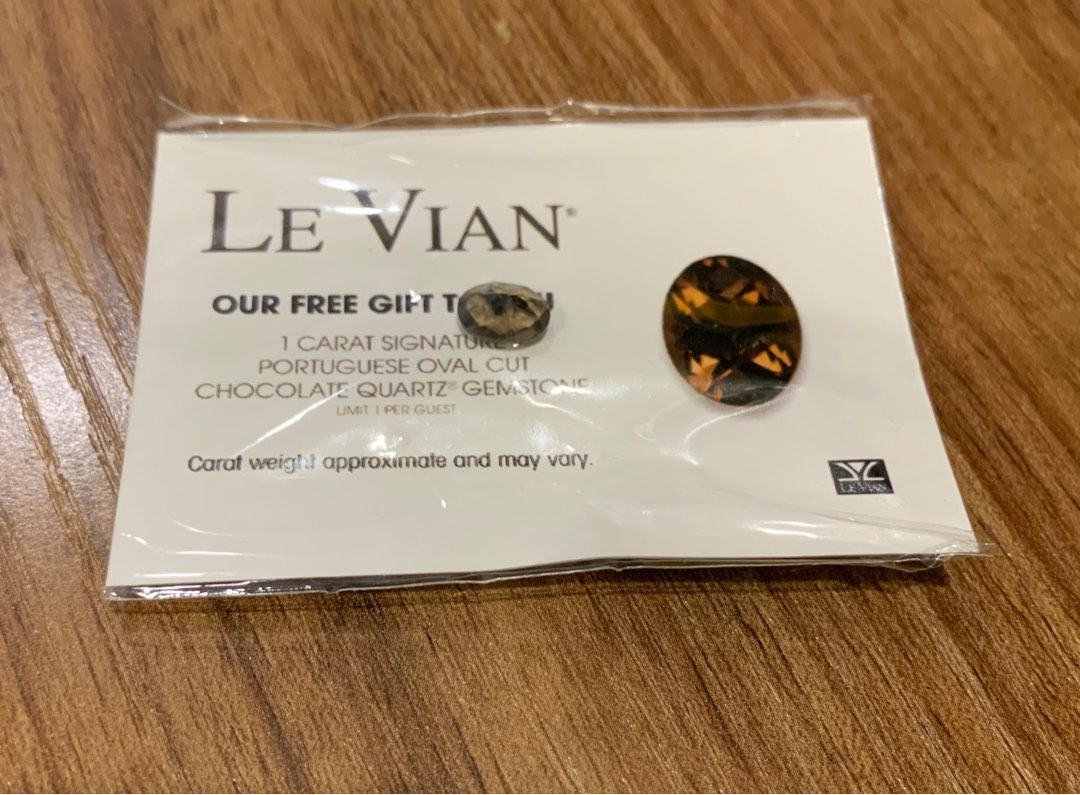 LE VIAN®
OUR FREE GIFT
1 CARAT SIGNATURE
PORTUGUESE OVAL CUT
CHOCOLATE QUARTZ® GEMSTONE
LIMIT 1 PER GUEST
Carat weight approximate and may vary.
LE VIAN